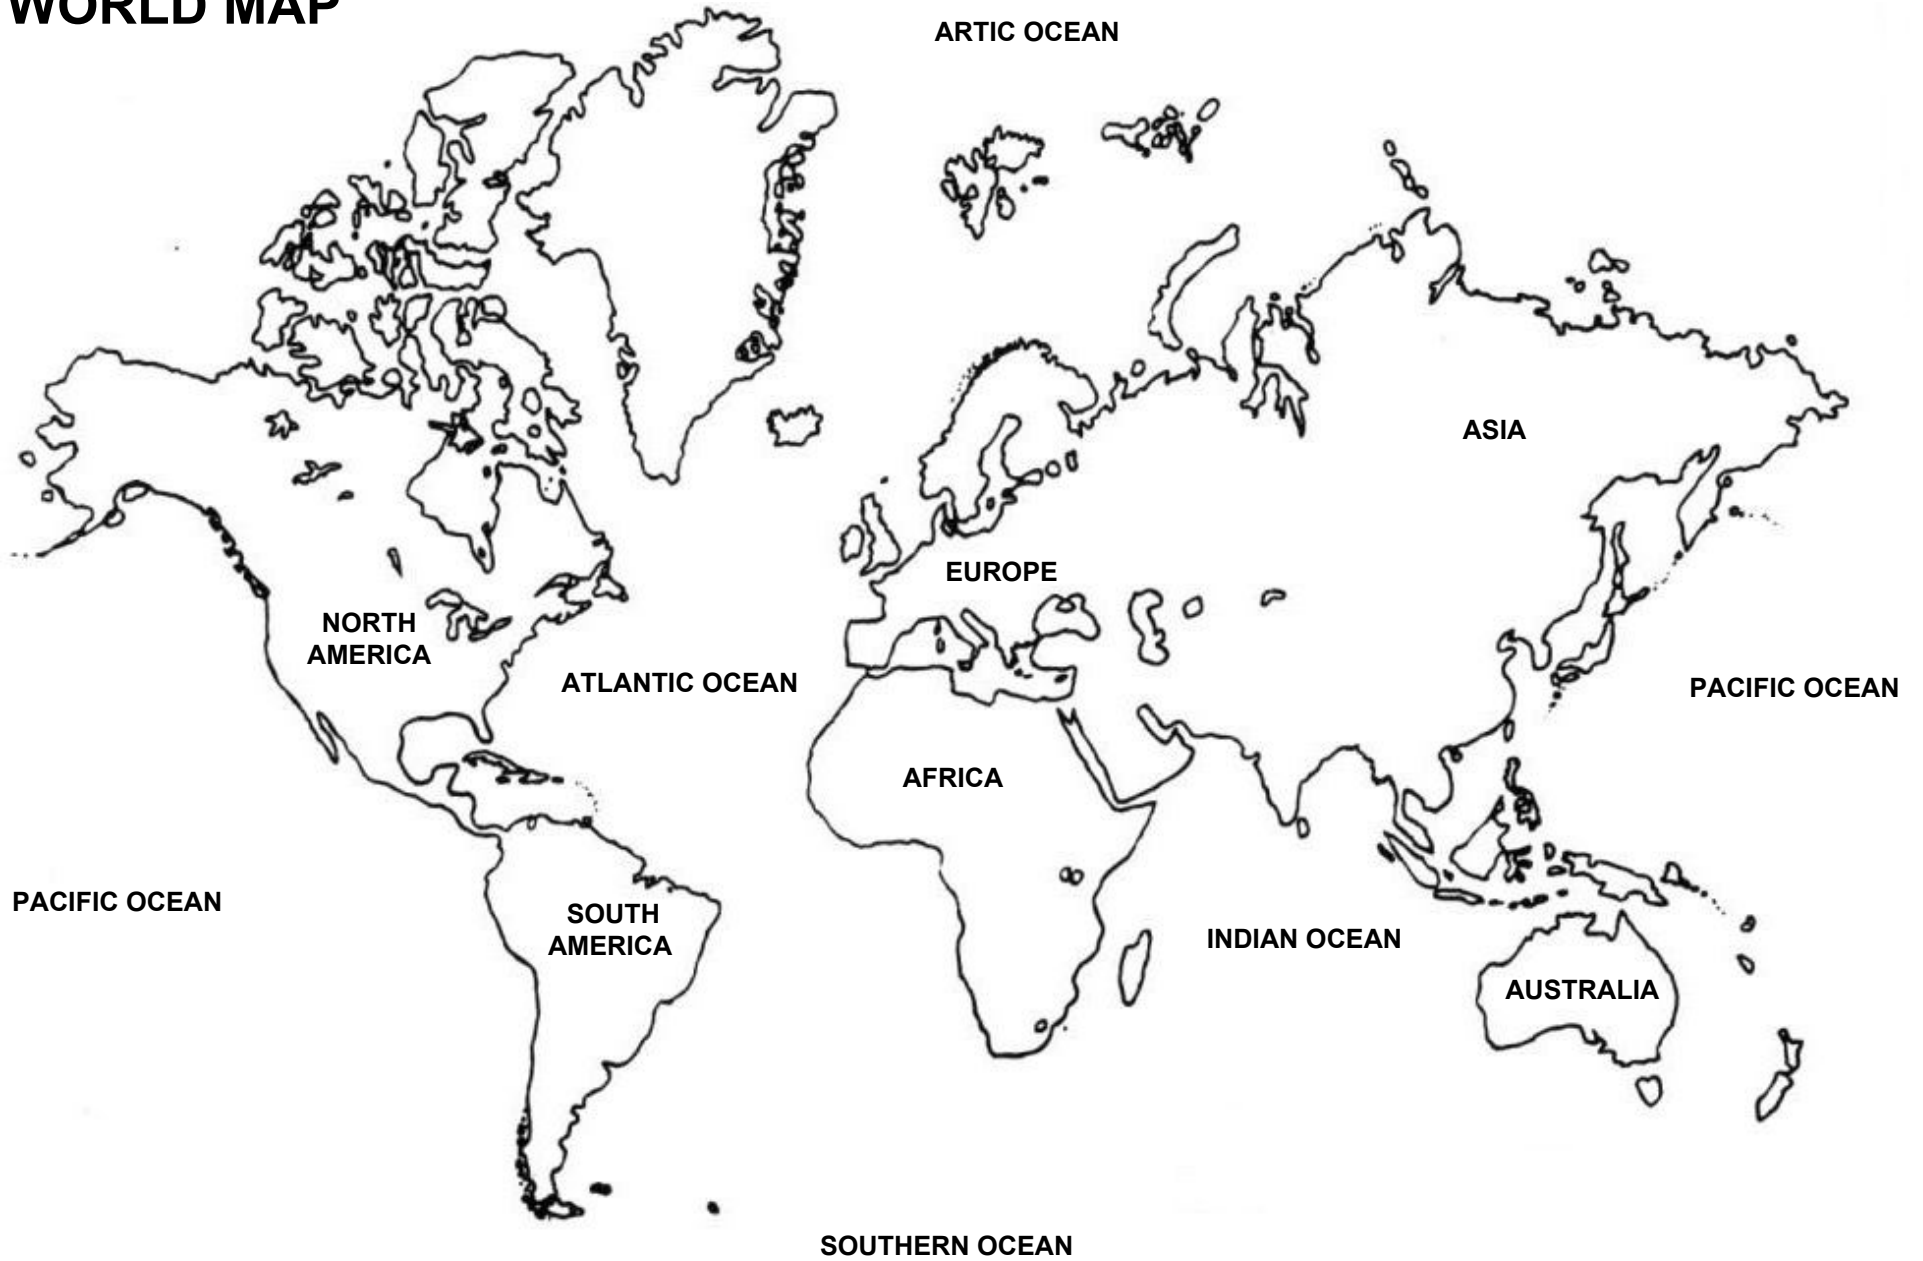 WORLD MAP
ARTIC OCEAN
ASIA
EUROPE
NORTH
AMERICA
ATLANTIC OCEAN
PACIFIC OCEAN
AFRICA
PACIFIC OCEAN
SOUTH
AMERICA
INDIAN OCEAN
AUSTRALIA
SOUTHERN OCEAN